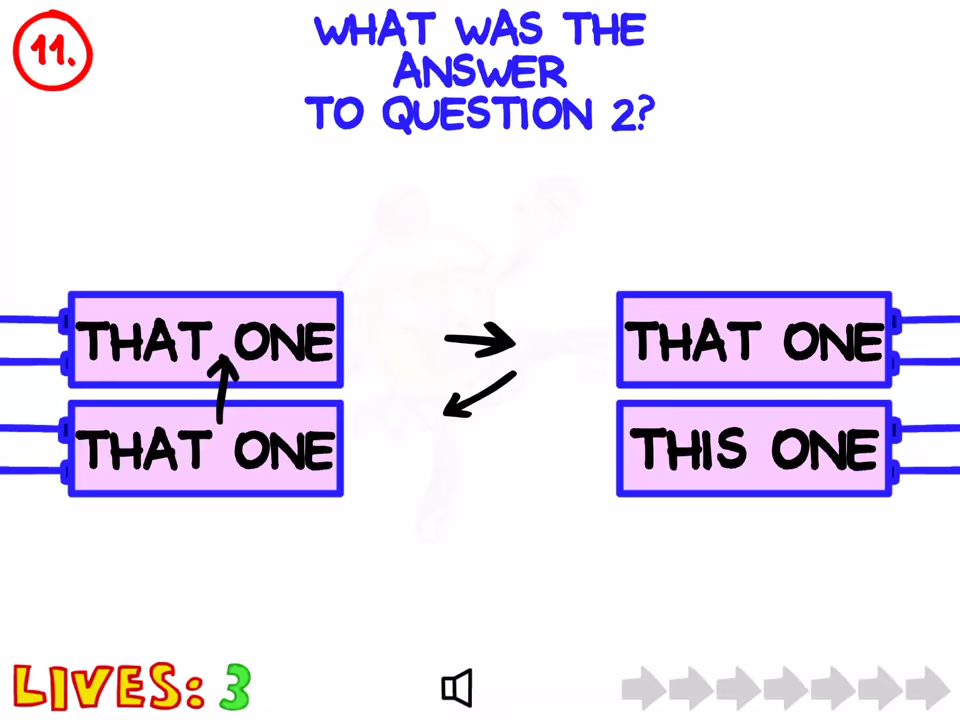 11.
WHAT WAS THE
ANSWER
TO QUESTION 2?
THAT ONE
THAT ONE
THAT ONE
THIS ONE
LIVES: 3